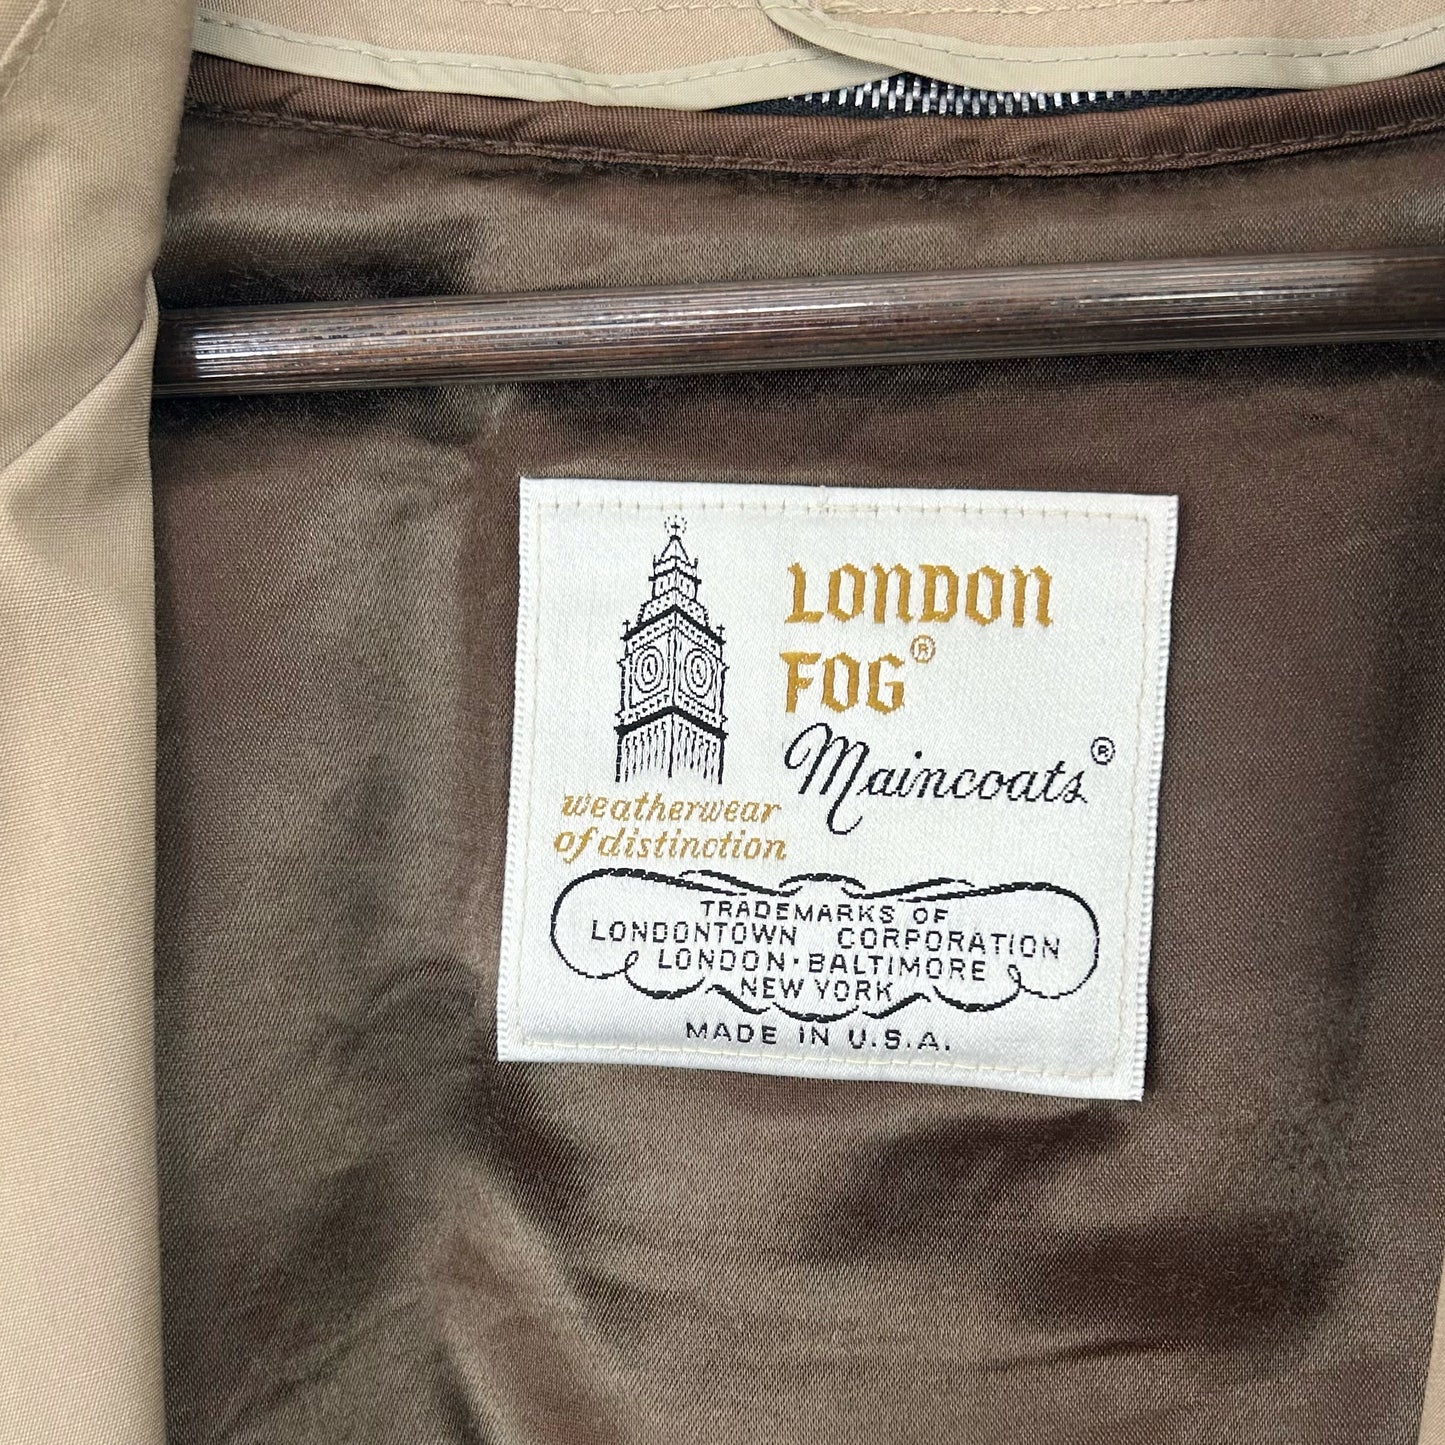 LONDON
FOG®
Maincoats®
weatherwear
of distinction
TRADEMARKS OF
LONDONTOWN CORPORATION
LONDON·BALTIMORE
NEW YORK
MADE IN U.S.A.